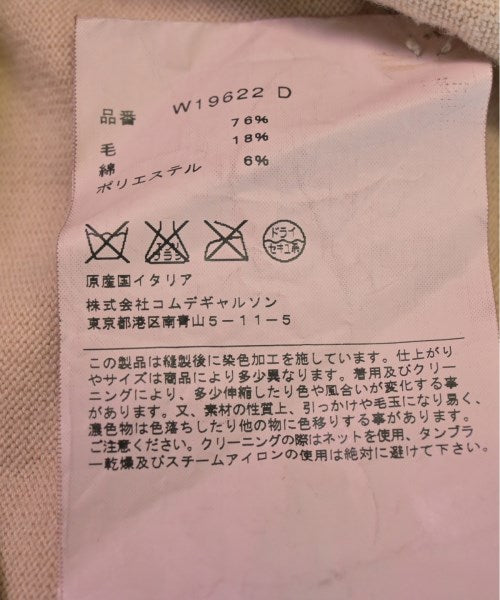 品番 W19622 D
毛 76%
綿 18%
ポリエステル 6%
エンソ
ブラシ
ドライ
セキユ系
原産国イタリア
株式会社コムデギャルソン
東京都港区南青山5－11－5
この製品は縫製後に染色加工を施しています。仕上がり
やサイズは商品により多少異なります。着用及びクリー
ニングにより、多少伸縮したり色や風合いが変化する事
があります。又、素材の性質上、引っかけや毛玉になり易く、
濃色物は色落ちしたり他の物に色移りする事があります。
ご注意ください。クリーニングの際はネットを使用、タンブラ
ー乾燥及びスチームアイロンの使用は絶対に避けて下さい。